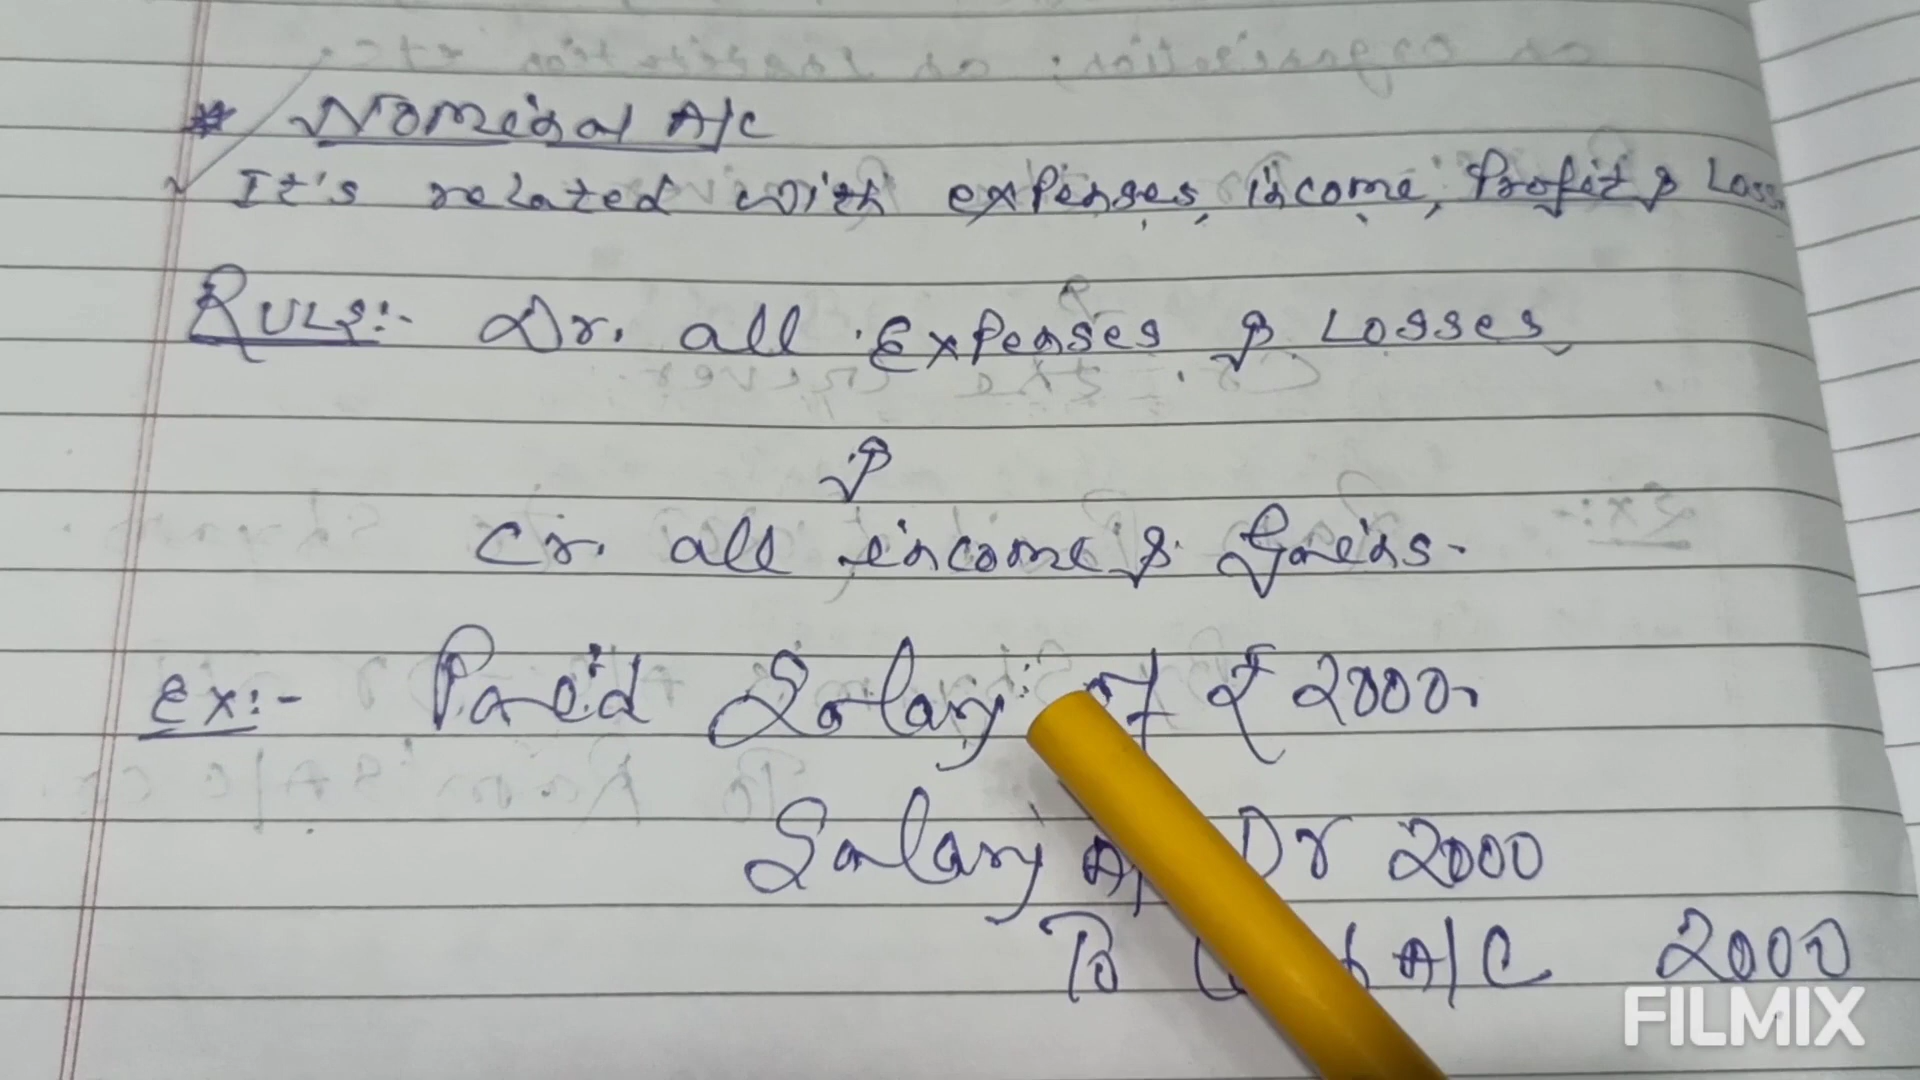 * Nominal A/c
It's related with expenses, income, Profit & Loss
Rule:- Dr. all Expenses & Losses
&
Cr. all income & Gains.
Ex:- Paid Salary of ₹ 2000
Salary Dr 2000
To A/C 2000
FILMIX